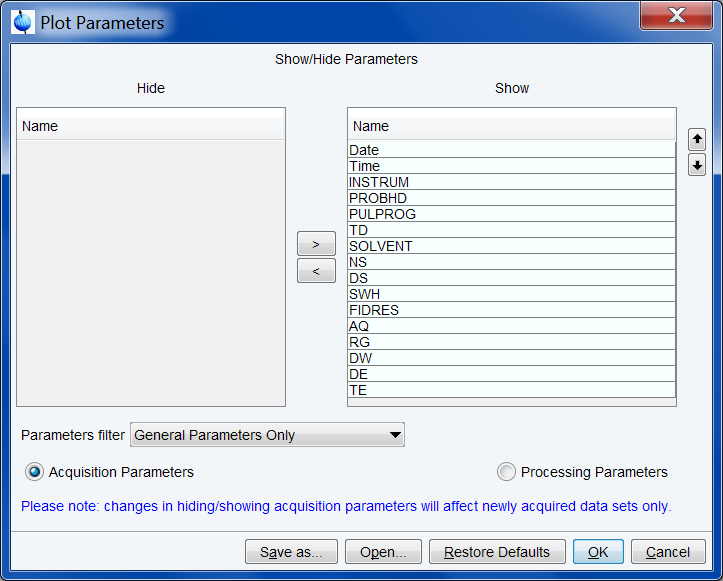 Plot Parameters
Show/Hide Parameters
Hide
Show
Name
Name
Date
Time
INSTRUM
PROBHD
PULPROG
TD
SOLVENT
NS
DS
SWH
FIDRES
AQ
RG
DW
DE
TE
>
<
Parameters filter General Parameters Only
Acquisition Parameters Processing Parameters
Please note: changes in hiding/showing acquisition parameters will affect newly acquired data sets only.
Save as... Open... Restore Defaults OK Cancel